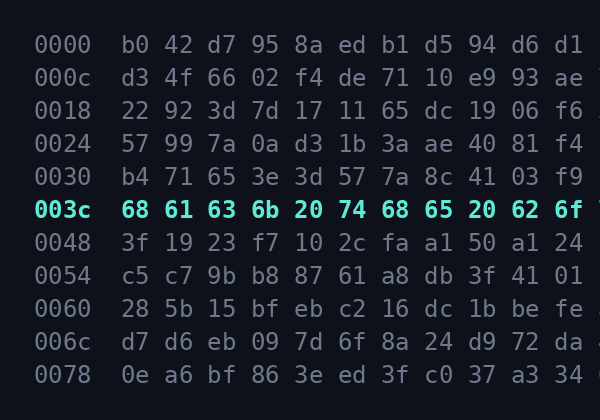 0000 b0 42 d7 95 8a ed b1 d5 94 d6 d1
000c d3 4f 66 02 f4 de 71 10 e9 93 ae
0018 22 92 3d 7d 17 11 65 dc 19 06 f6
0024 57 99 7a 0a d3 1b 3a ae 40 81 f4
0030 b4 71 65 3e 3d 57 7a 8c 41 03 f9
003c 68 61 63 6b 20 74 68 65 20 62 6f
0048 3f 19 23 f7 10 2c fa a1 50 a1 24
0054 c5 c7 9b b8 87 61 a8 db 3f 41 01
0060 28 5b 15 bf eb c2 16 dc 1b be fe
006c d7 d6 eb 09 7d 6f 8a 24 d9 72 da
0078 0e a6 bf 86 3e ed 3f c0 37 a3 34